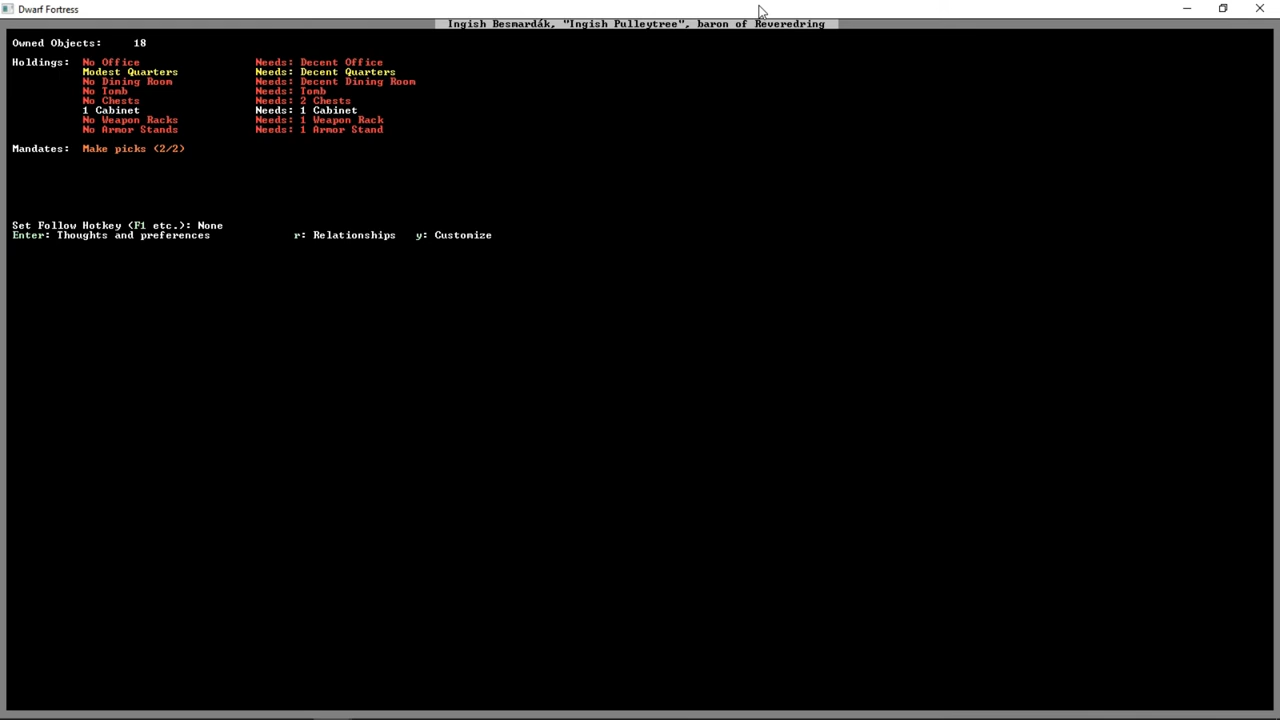 Dwarf Fortress
Ingish Besmardák, "Ingish Pulleytree", baron of Reveredring
Owned Objects: 18
Holdings: No Office Needs: Decent Office
Modest Quarters Needs: Decent Quarters
No Dining Room Needs: Decent Dining Room
No Tomb Needs: Tomb
No Chests Needs: 2 Chests
1 Cabinet Needs: 1 Cabinet
No Weapon Racks Needs: 1 Weapon Rack
No Armor Stands Needs: 1 Armor Stand
Mandates: Make picks (2/2)
Set Follow Hotkey (F1 etc.): None
Enter: Thoughts and preferences r: Relationships y: Customize